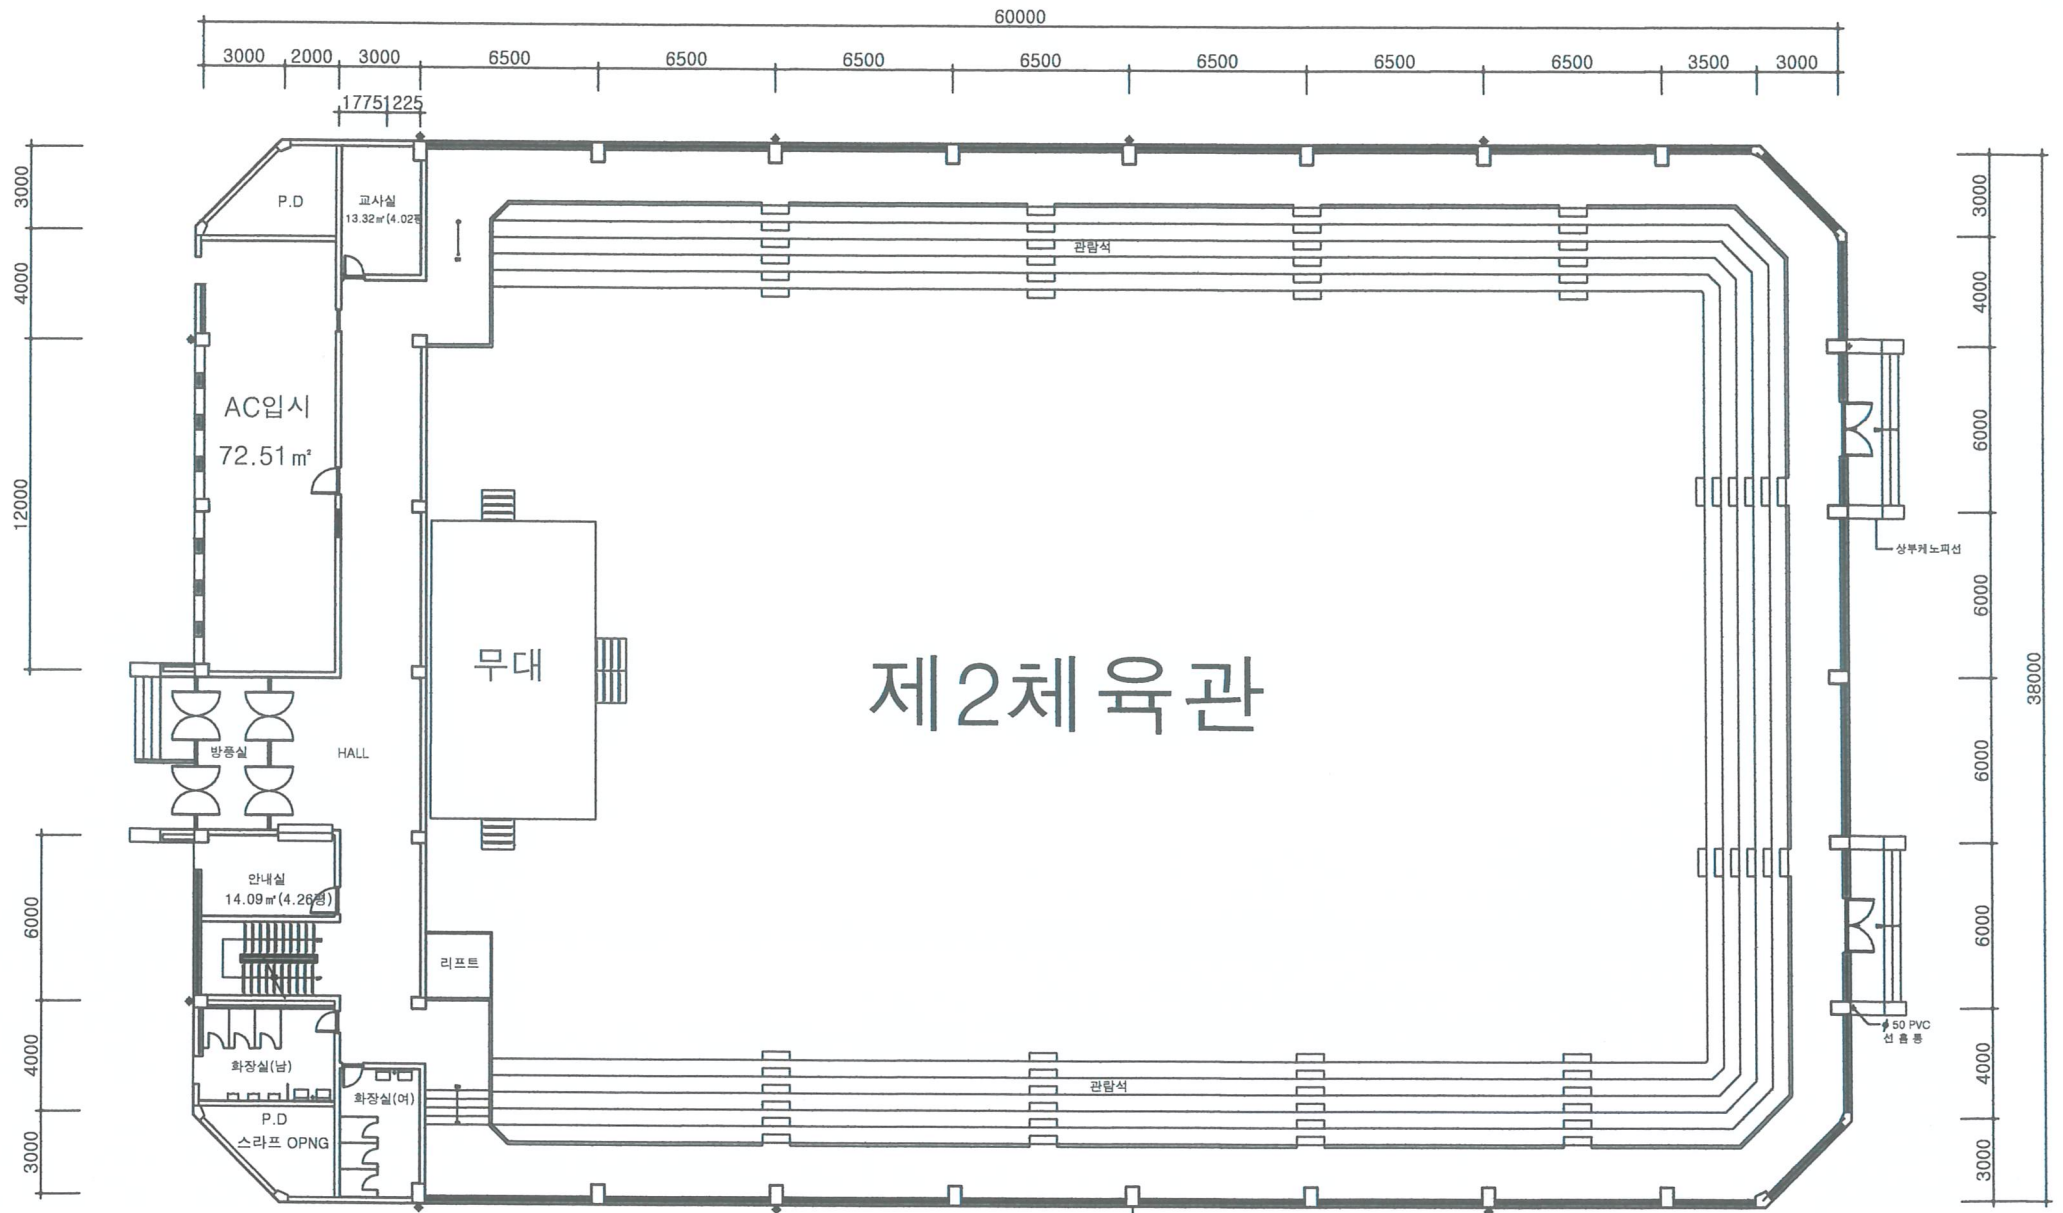 60000
3000 2000 3000 6500 6500 6500 6500 6500 6500 6500 3500 3000
1775 1225
3000
4000
12000
6000
4000
3000
P.D
교사실
13.32㎡(4.02평
관람석
AC입시
72.51㎡
무대
제2체육관
방풍실
HALL
안내실
14.09㎡(4.26평)
리프트
화장실(남)
화장실(여)
P.D
스라프 OPNG
관람석
상부케노피선
ø 50 PVC
선 홈 통
3000
4000
6000
6000
6000
6000
4000
3000
38000